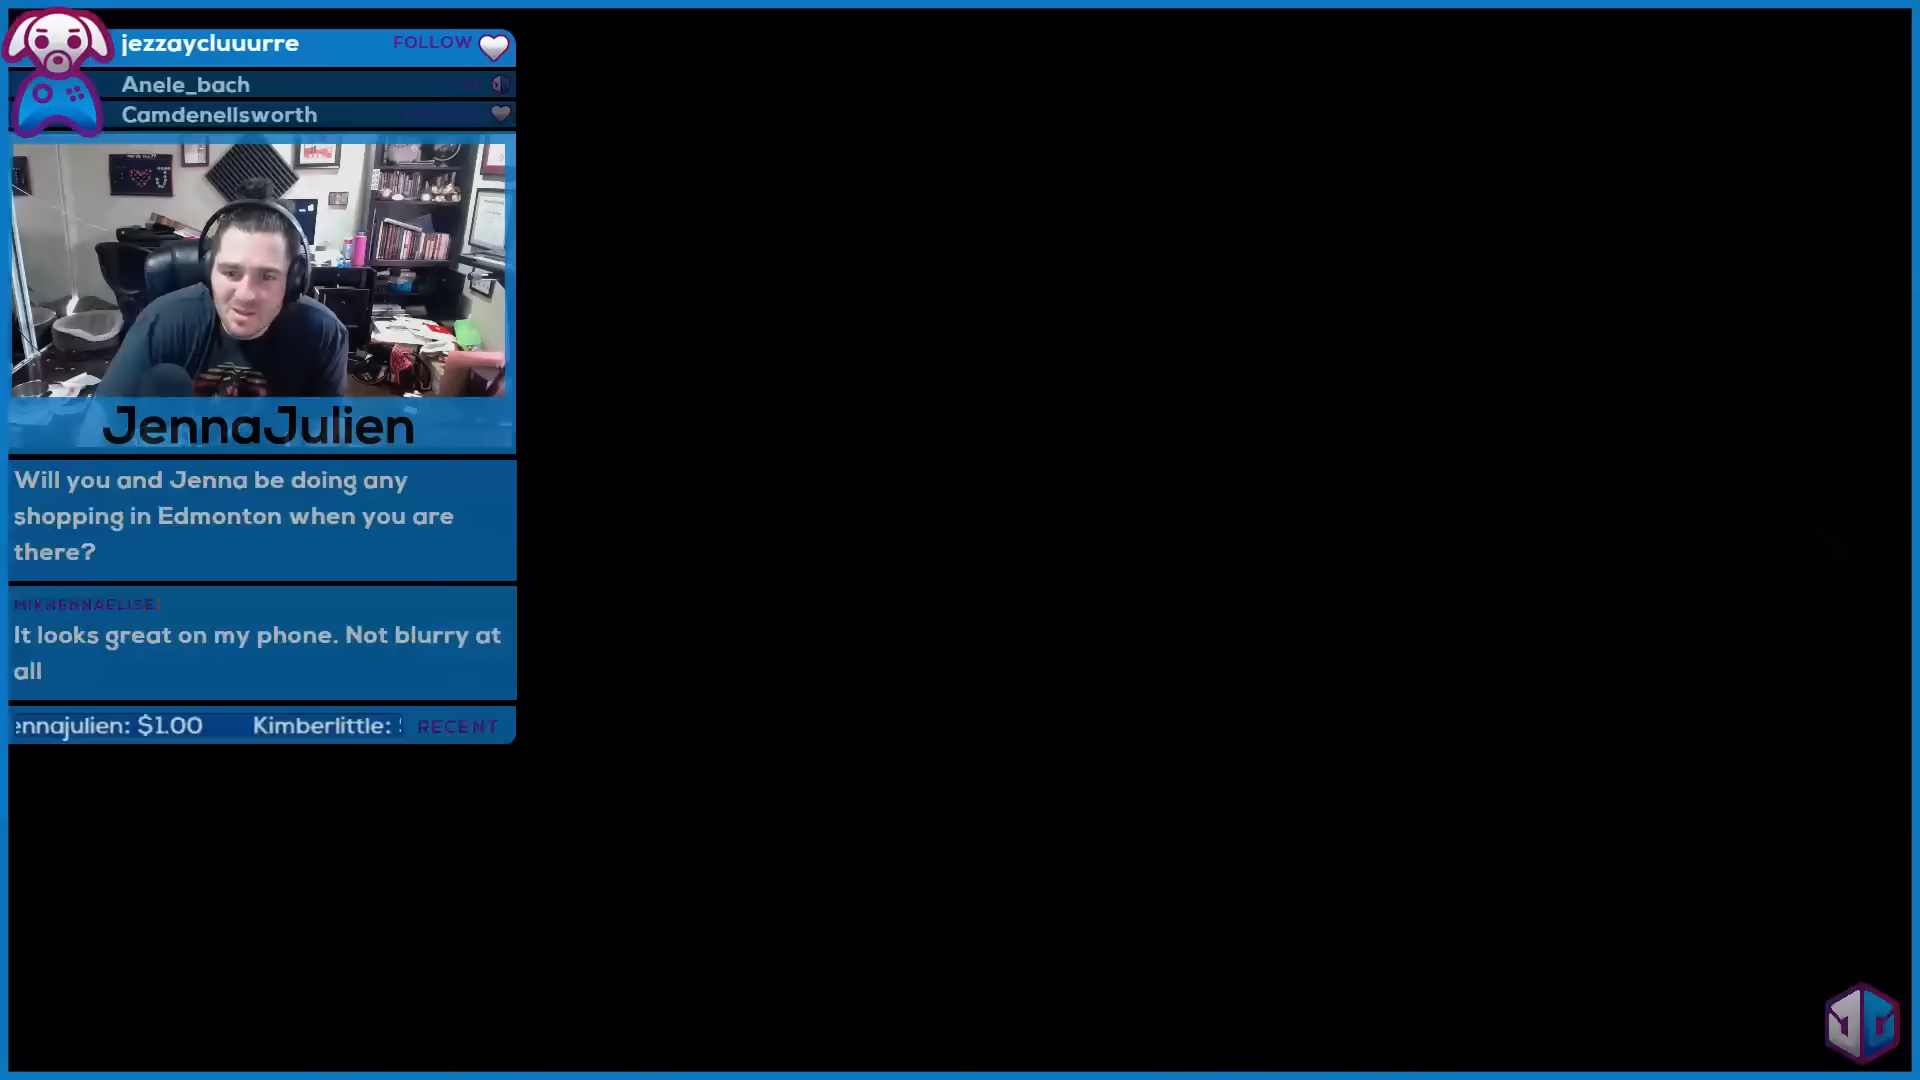 jezzaycluuurre FOLLOW
Anele_bach
Camdenellsworth
JennaJulien
Will you and Jenna be doing any
shopping in Edmonton when you are
there?
MIKHENNAELISE:
It looks great on my phone. Not blurry at
all
ennajulien: $1.00 Kimberlittle: RECENT